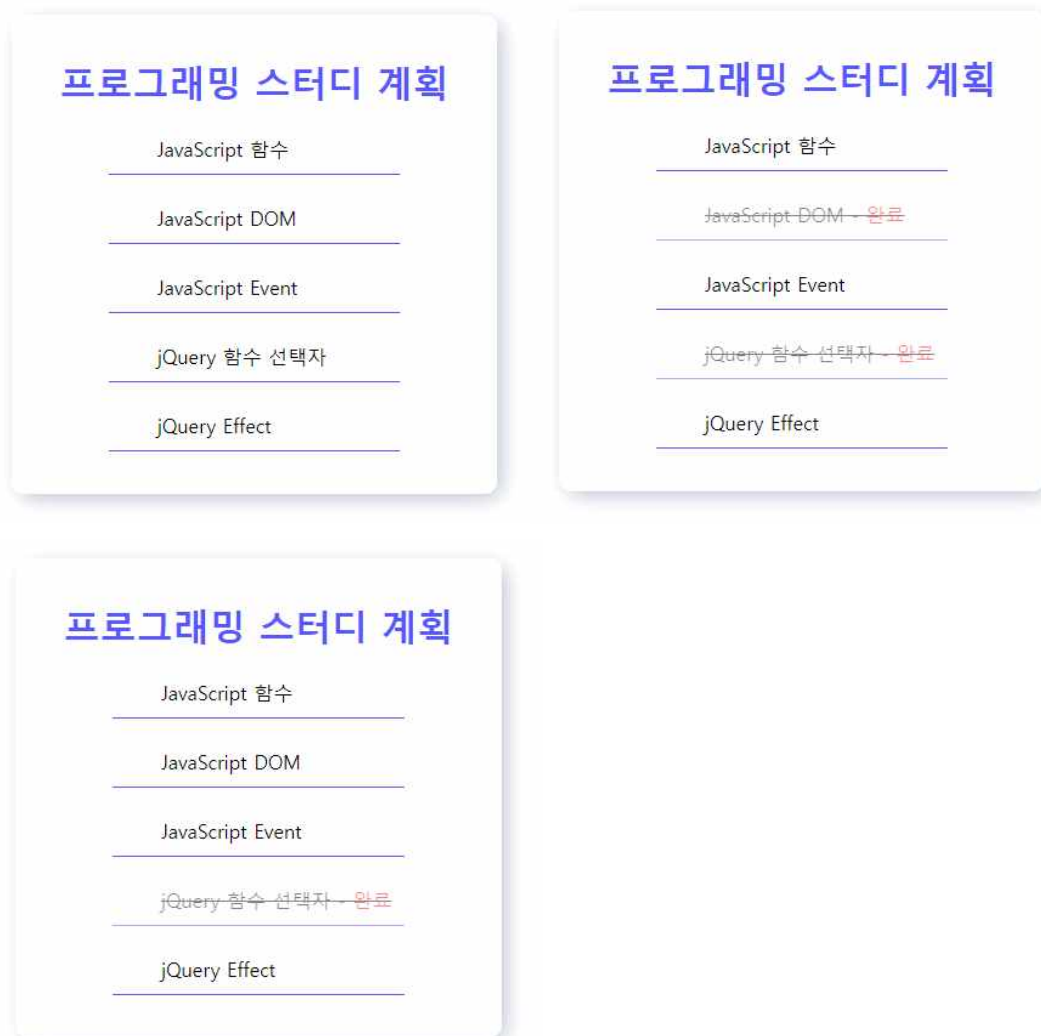 프로그래밍 스터디 계획
JavaScript 함수
JavaScript DOM
JavaScript Event
jQuery 함수 선택자
jQuery Effect
프로그래밍 스터디 계획
JavaScript 함수
JavaScript DOM - 완료
JavaScript Event
jQuery 함수 선택자 - 완료
jQuery Effect
프로그래밍 스터디 계획
JavaScript 함수
JavaScript DOM
JavaScript Event
jQuery 함수 선택자 - 완료
jQuery Effect